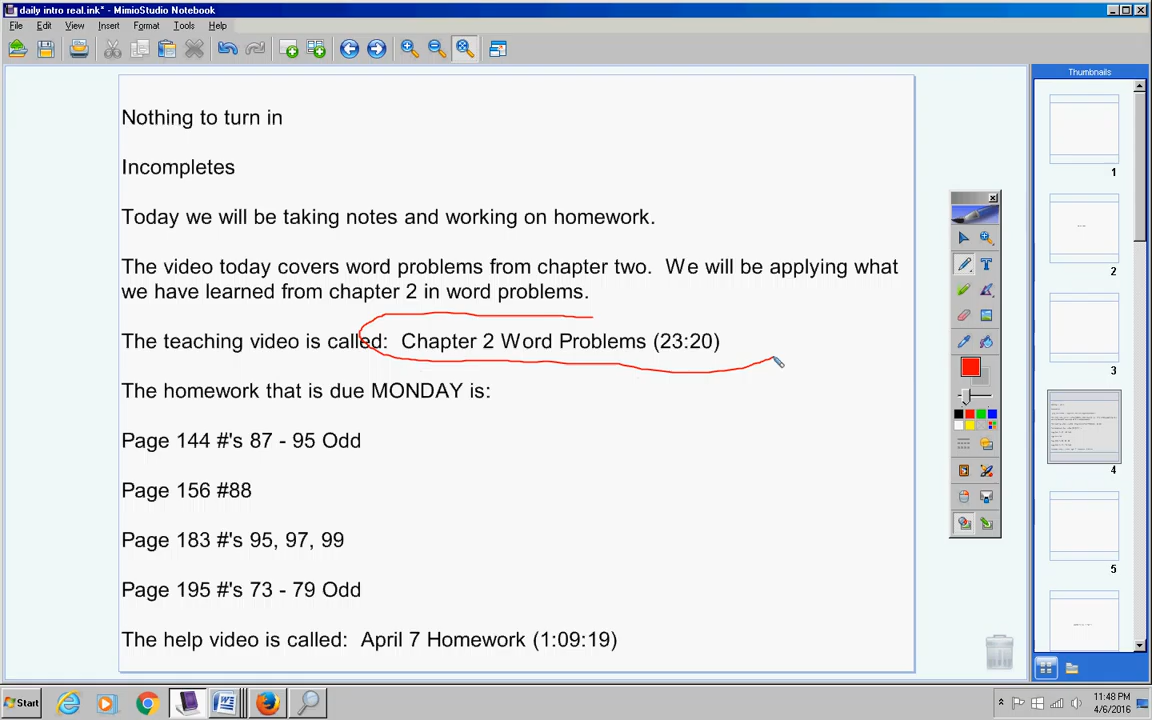 daily intro real.ink* - MimioStudio Notebook
File Edit View Insert Format Tools Help
Nothing to turn in
Incompletes
Today we will be taking notes and working on homework.
The video today covers word problems from chapter two.  We will be applying what
we have learned from chapter 2 in word problems.
The teaching video is called:  Chapter 2 Word Problems (23:20)
The homework that is due MONDAY is:
Page 144 #'s 87 - 95 Odd
Page 156 #88
Page 183 #'s 95, 97, 99
Page 195 #'s 73 - 79 Odd
The help video is called:  April 7 Homework (1:09:19)
Thumbnails
1
2
3
4
5
Start
11:48 PM
4/6/2016